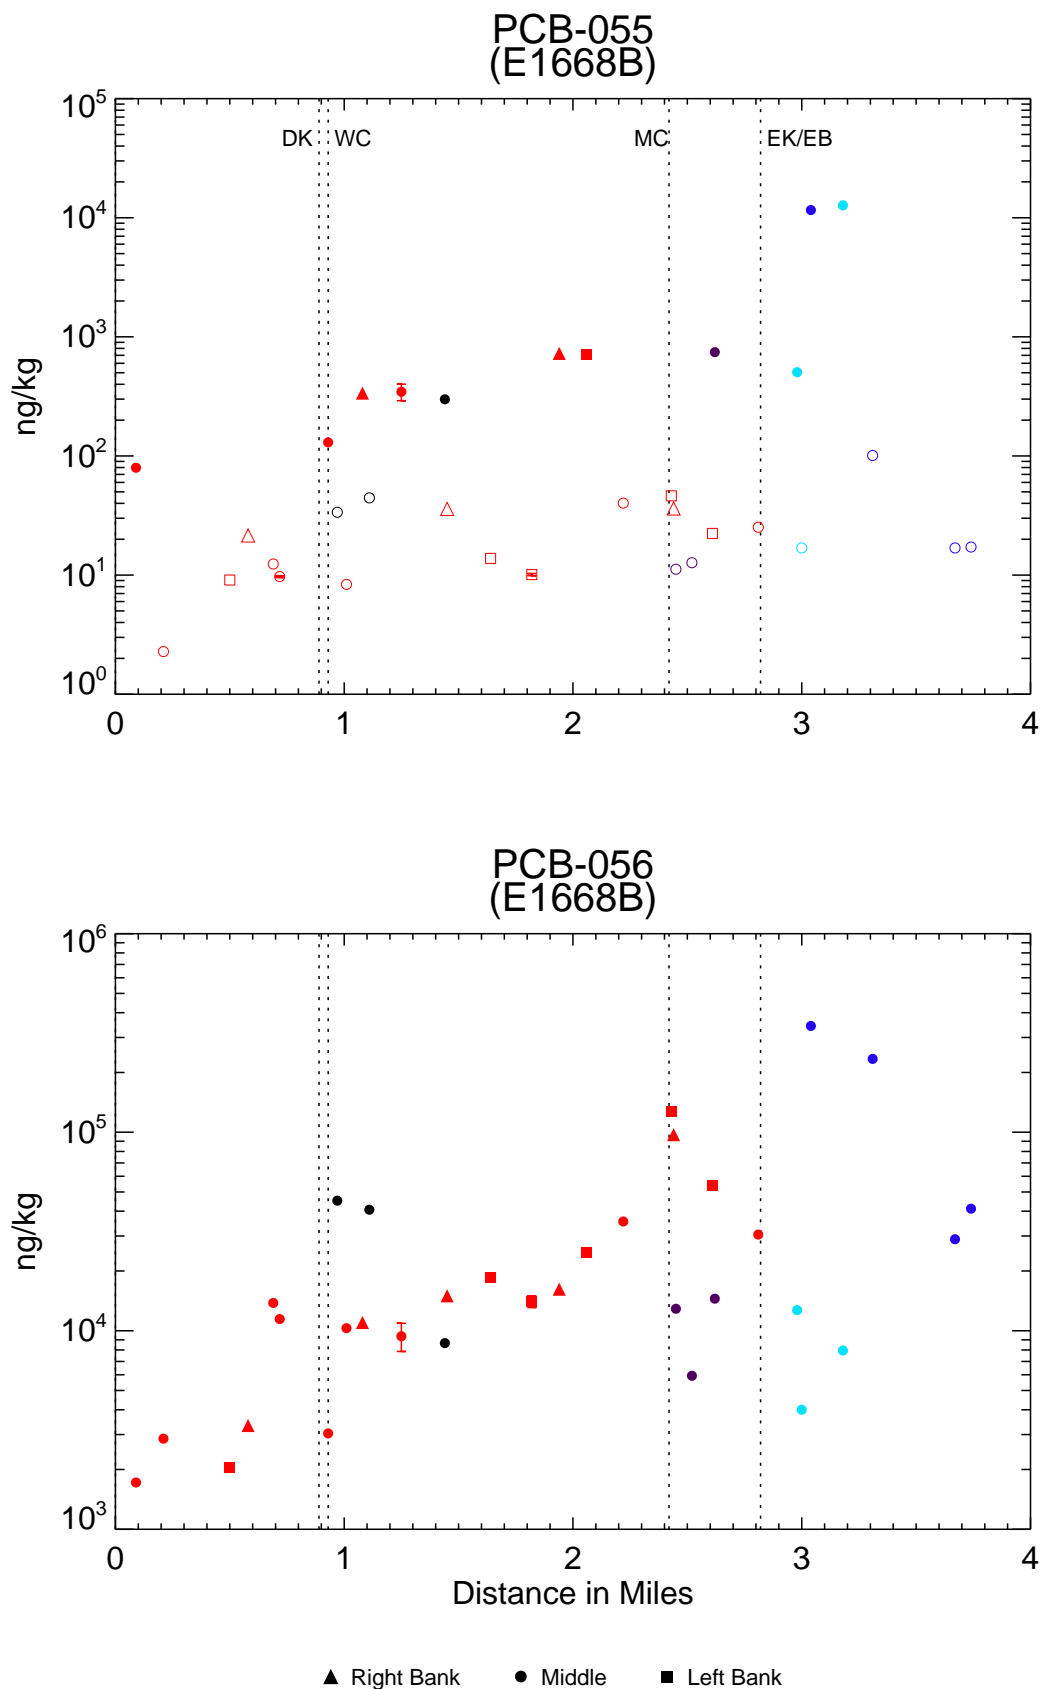 PCB-055
(E1668B)
10^5
DK WC MC EK/EB
10^4
10^3
ng/kg
10^2
10^1
10^0
0 1 2 3 4
PCB-056
(E1668B)
10^6
10^5
ng/kg
10^4
10^3
0 1 2 3 4
Distance in Miles
Right Bank Middle Left Bank